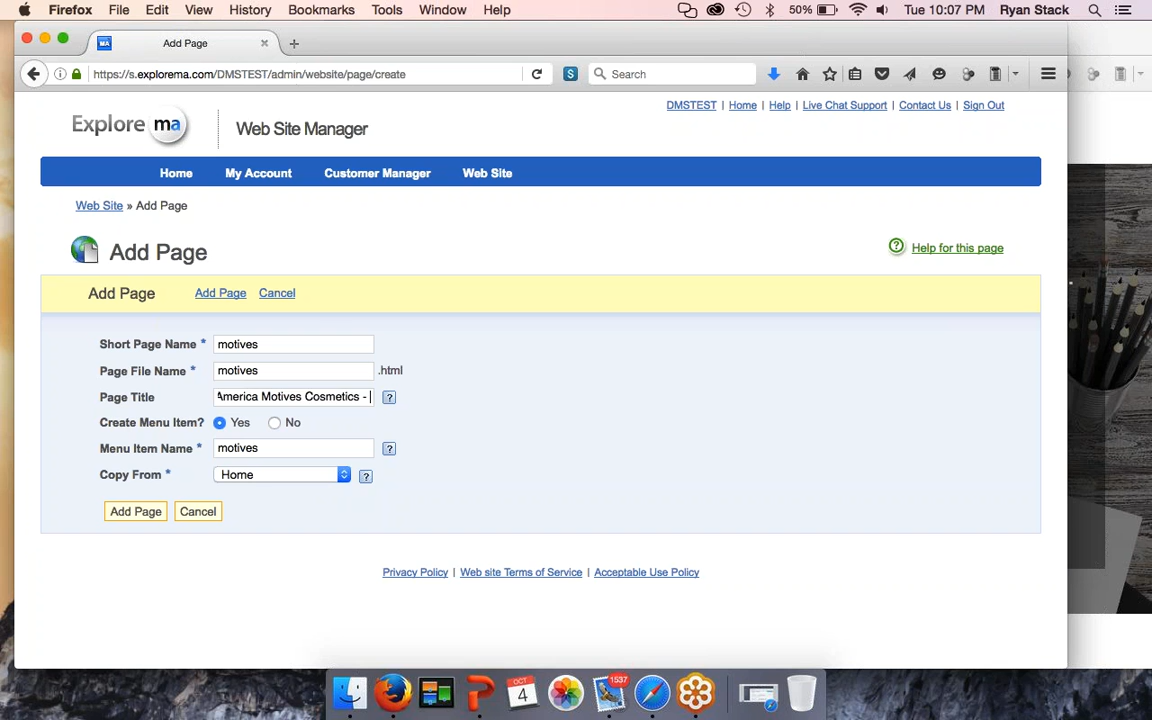 Firefox File Edit View History Bookmarks Tools Window Help 50% Tue 10:07 PM Ryan Stack
MA Add Page
https://s.explorema.com/DMSTEST/admin/website/page/create S Search
DMSTEST | Home | Help | Live Chat Support | Contact Us | Sign Out
Explore ma Web Site Manager
Home My Account Customer Manager Web Site
Web Site » Add Page
Add Page ? Help for this page
Add Page Add Page Cancel
Short Page Name * motives
Page File Name * motives .html
Page Title America Motives Cosmetics - ?
Create Menu Item? Yes No
Menu Item Name * motives ?
Copy From * Home ?
Add Page Cancel
Privacy Policy | Web site Terms of Service | Acceptable Use Policy
OCT 1537
4